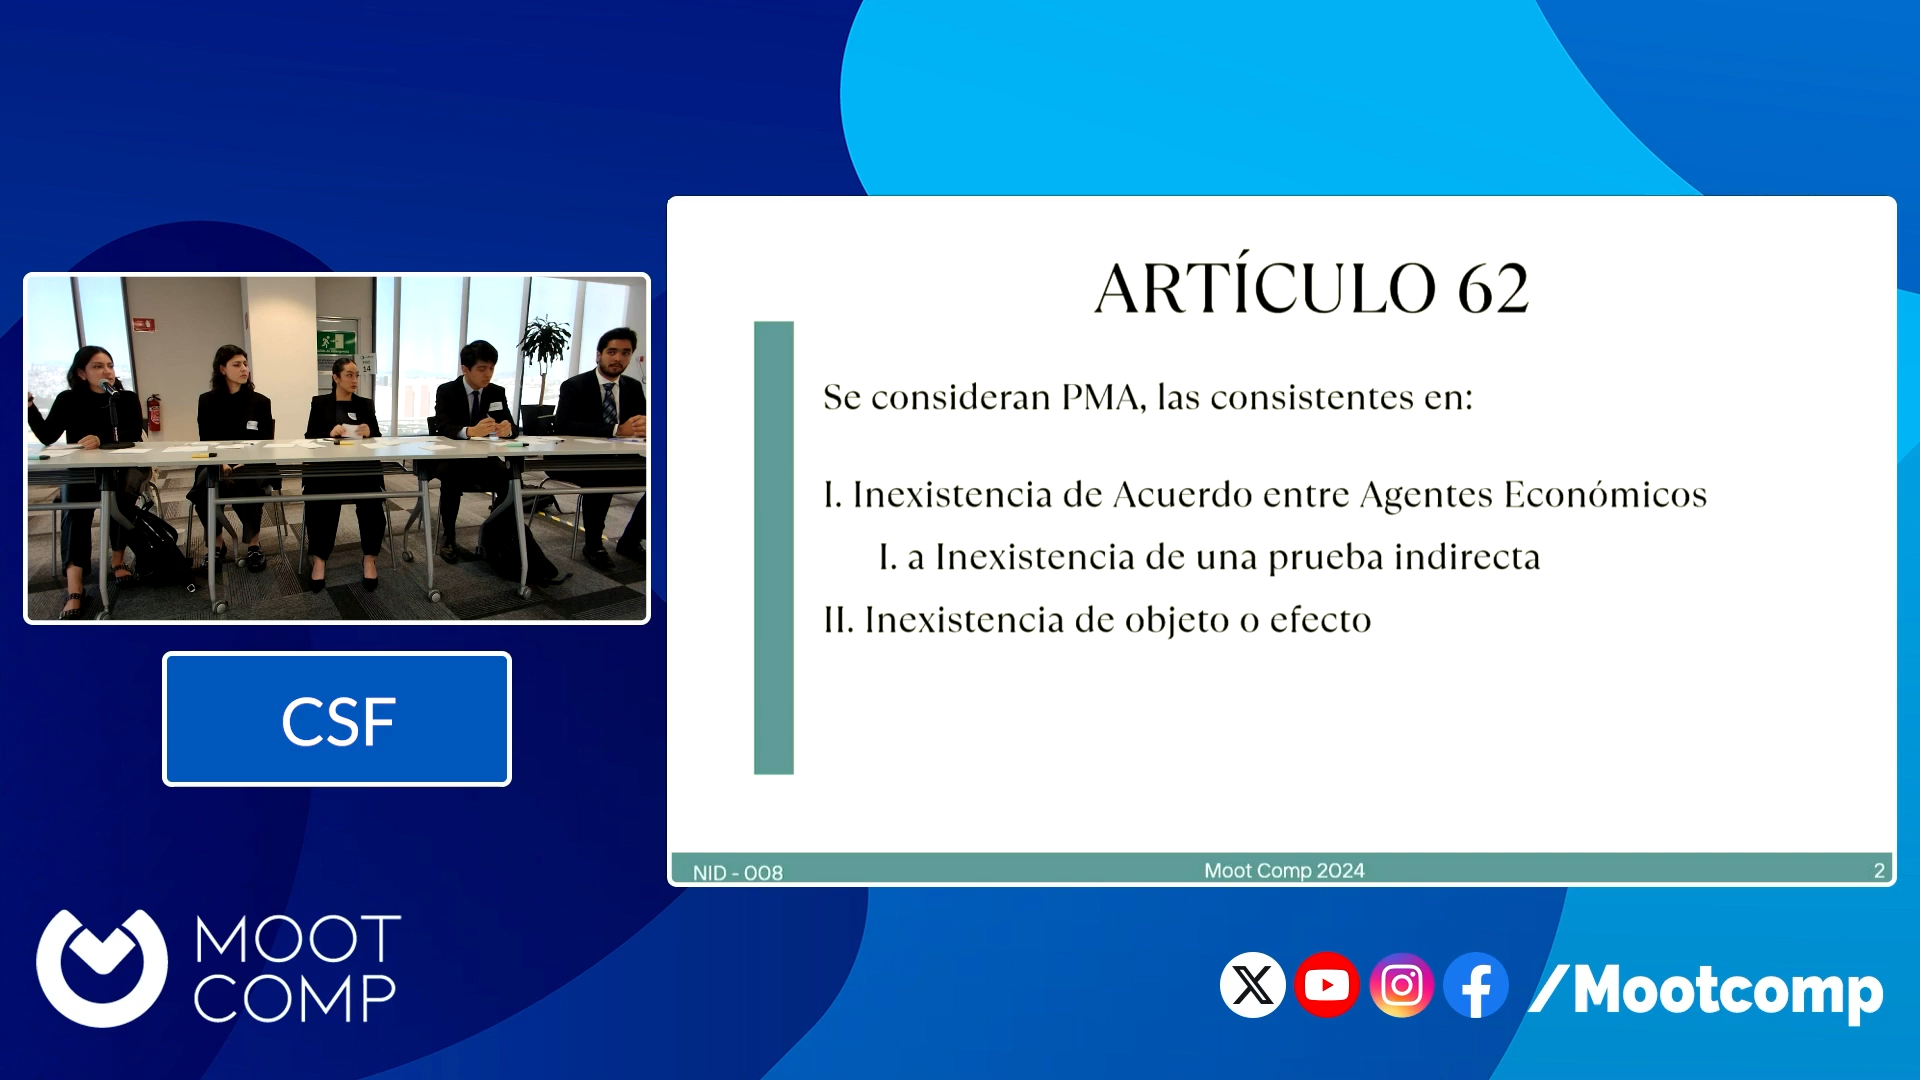 ARTÍCULO 62
Se consideran PMA, las consistentes en:
I. Inexistencia de Acuerdo entre Agentes Económicos
I. a Inexistencia de una prueba indirecta
II. Inexistencia de objeto o efecto
NID - 008
Moot Comp 2024
2
14
CSF
MOOT
COMP
/Mootcomp